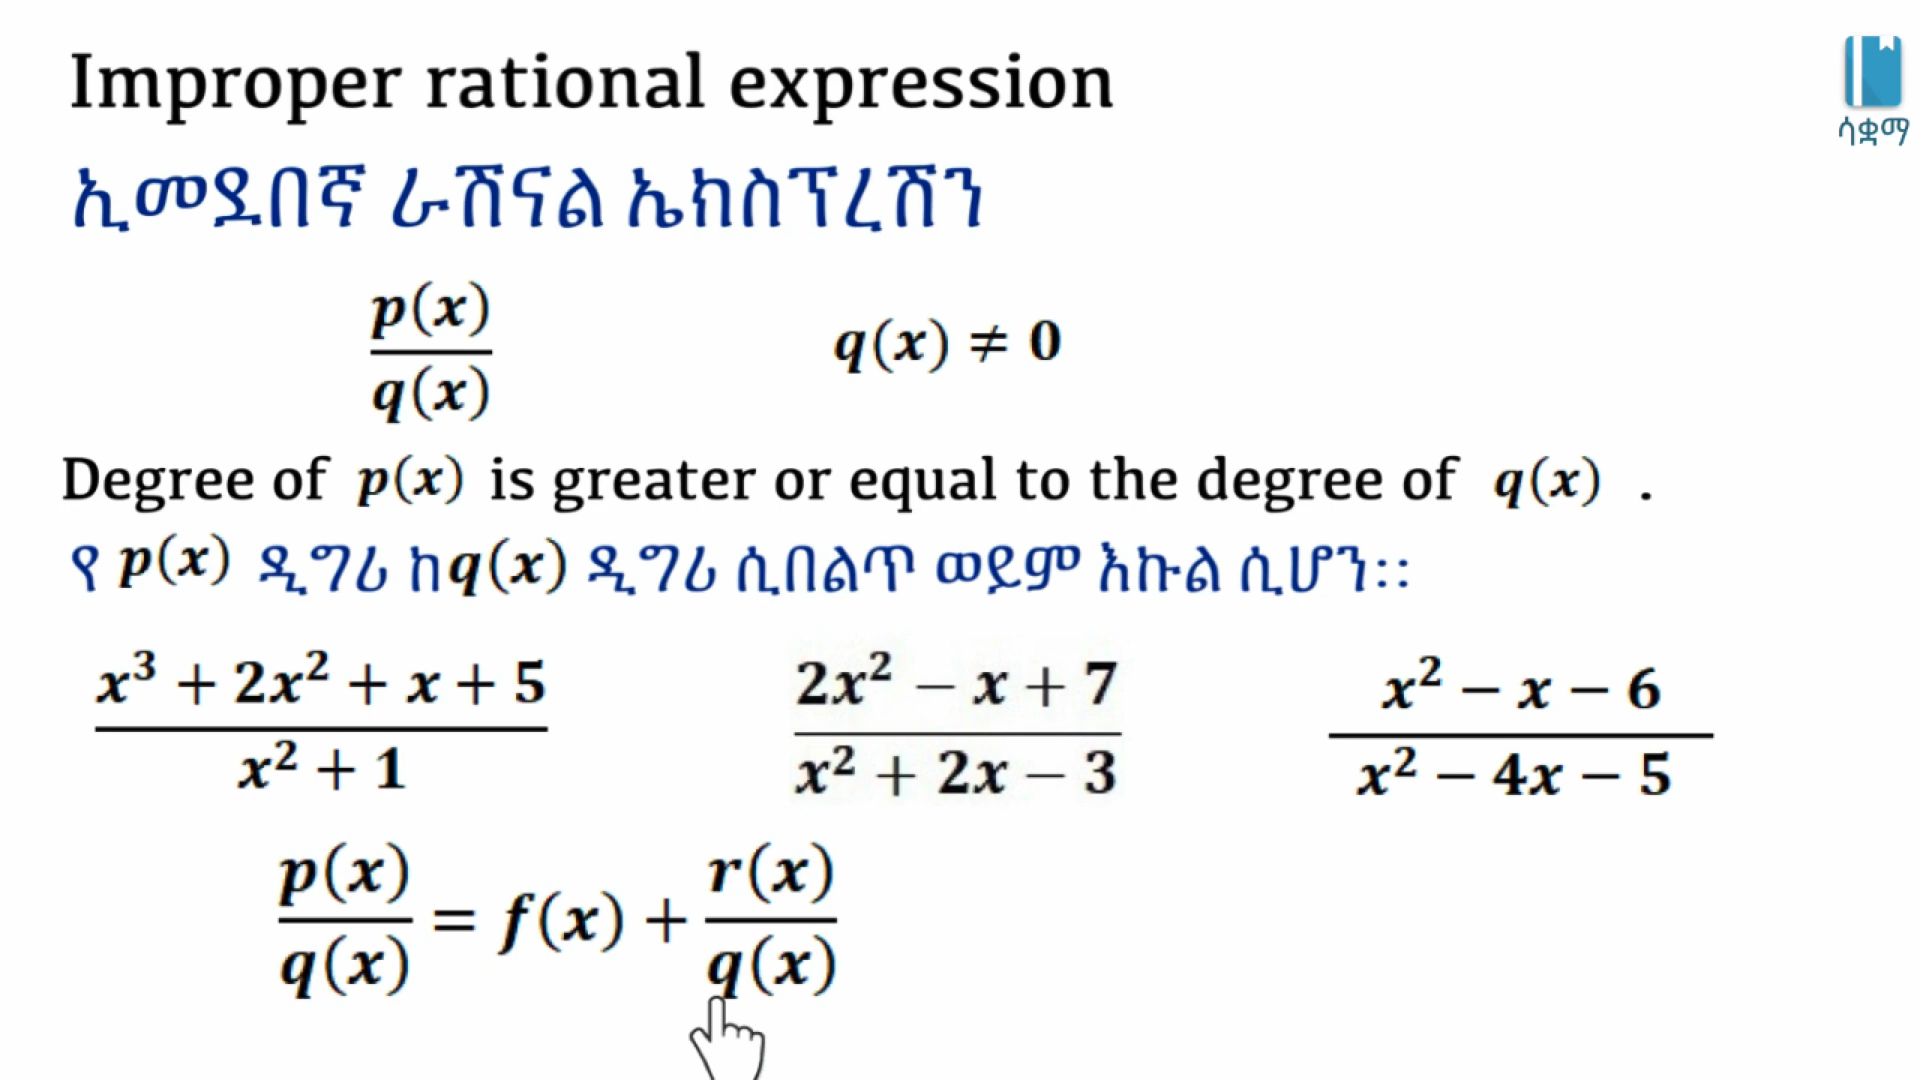 Improper rational expression
ሳቋማ
ኢመደበኛ ራሽናል ኤክስፕረሽን
p(x)/q(x) q(x) ≠ 0
Degree of p(x) is greater or equal to the degree of q(x) .
የ p(x) ዲግሪ ከq(x) ዲግሪ ሲበልጥ ወይም እኩል ሲሆን፡፡
(x³ + 2x² + x + 5)/(x² + 1) (2x² − x + 7)/(x² + 2x − 3) (x² − x − 6)/(x² − 4x − 5)
p(x)/q(x) = f(x) + r(x)/q(x)